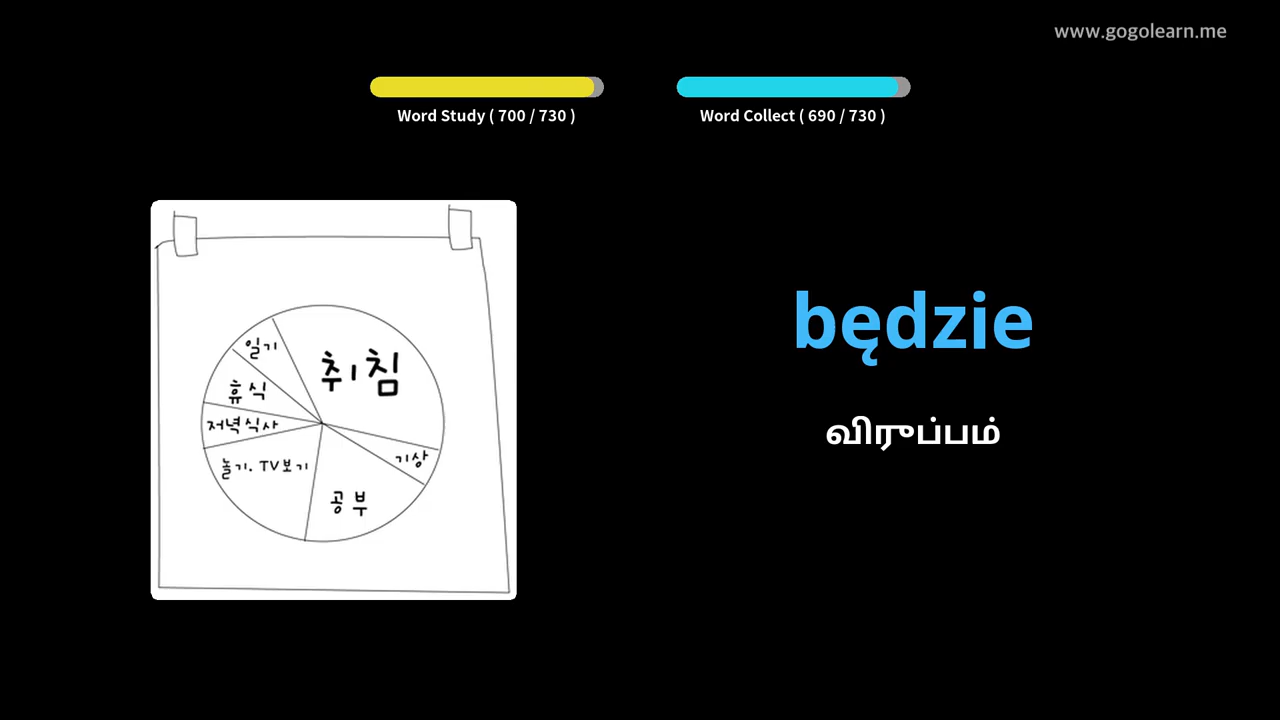 www.gogolearn.me
Word Study ( 700 / 730 )
Word Collect ( 690 / 730 )
일기
취침
휴식
저녁식사
놀기. TV보기
기상
공부
będzie
விருப்பம்